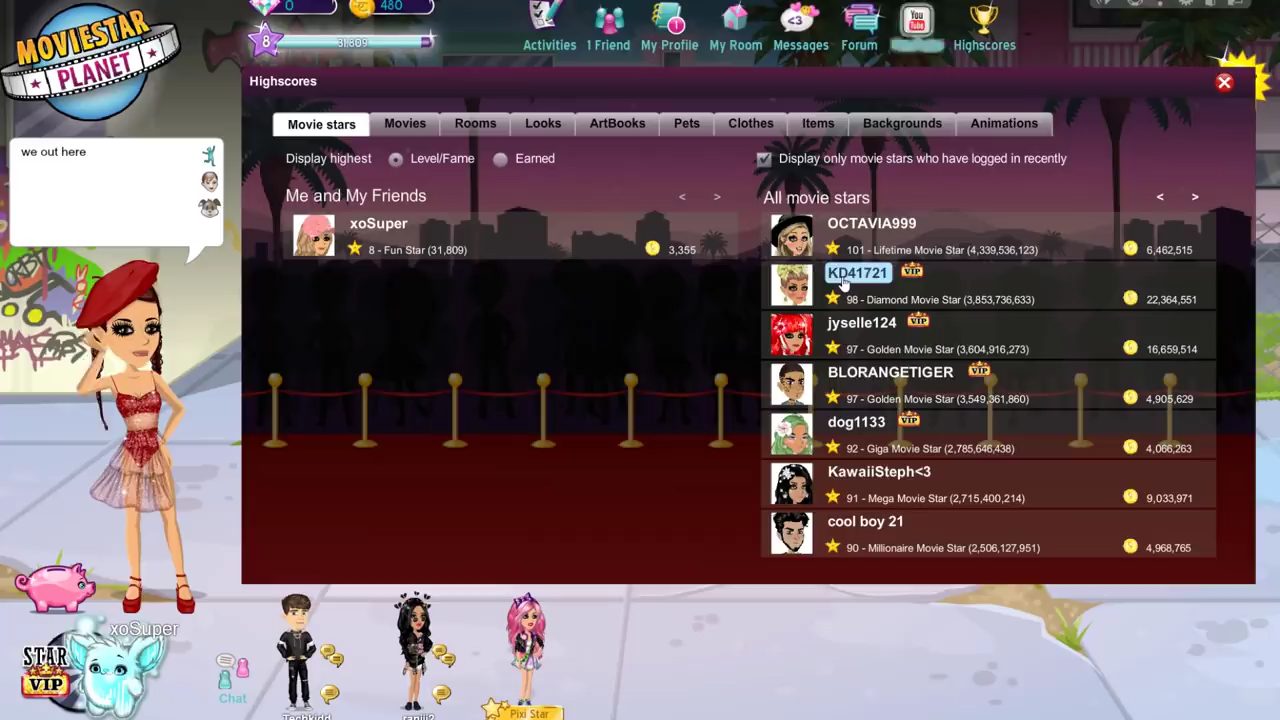 MOVIESTAR
PLANET
0
480
8
31,809
Activities
1 Friend
1
My Profile
My Room
<3
Messages
Forum
You
Tube
Highscores
Highscores
Movie stars
Movies
Rooms
Looks
ArtBooks
Pets
Clothes
Items
Backgrounds
Animations
we out here
Display highest
Level/Fame
Earned
Display only movie stars who have logged in recently
Me and My Friends
< >
All movie stars
< >
xoSuper
8 - Fun Star (31,809)
3,355
OCTAVIA999
101 - Lifetime Movie Star (4,339,536,123)
6,462,515
KD41721 VIP
98 - Diamond Movie Star (3,853,736,633)
22,364,551
jyselle124 VIP
97 - Golden Movie Star (3,604,916,273)
16,659,514
BLORANGETIGER VIP
97 - Golden Movie Star (3,549,361,860)
4,905,629
dog1133 VIP
92 - Giga Movie Star (2,785,646,438)
4,066,263
KawaiiSteph<3
91 - Mega Movie Star (2,715,400,214)
9,033,971
cool boy 21
90 - Millionaire Movie Star (2,506,127,951)
4,968,765
xoSuper
STAR
VIP
Chat
Techkidd
Pixi Star